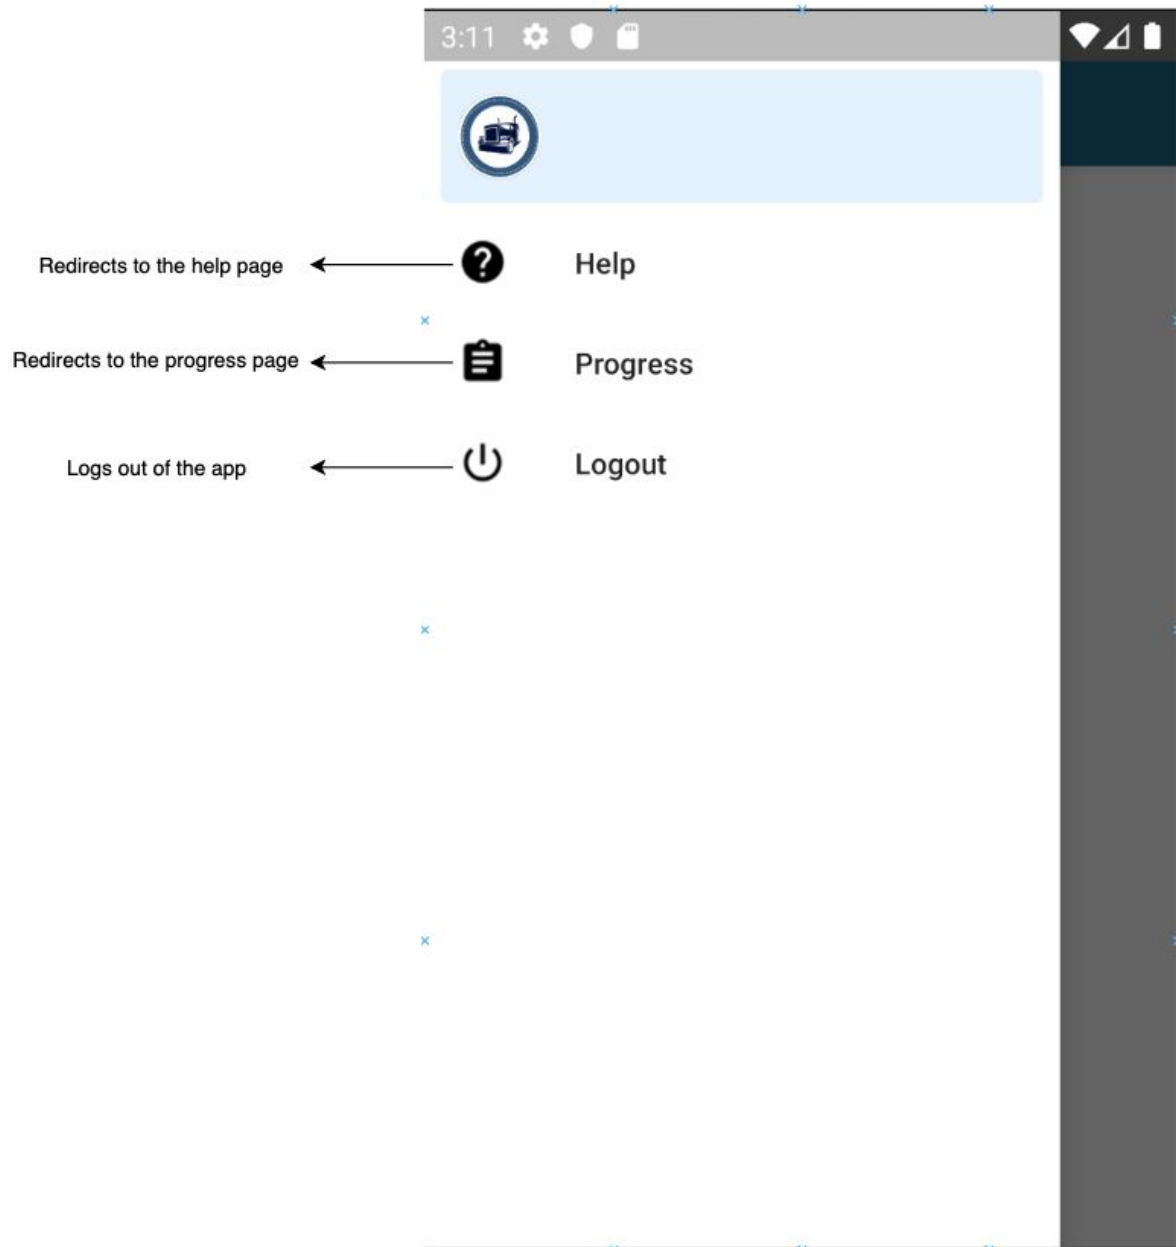 3:11
Redirects to the help page
Help
Redirects to the progress page
Progress
Logs out of the app
Logout